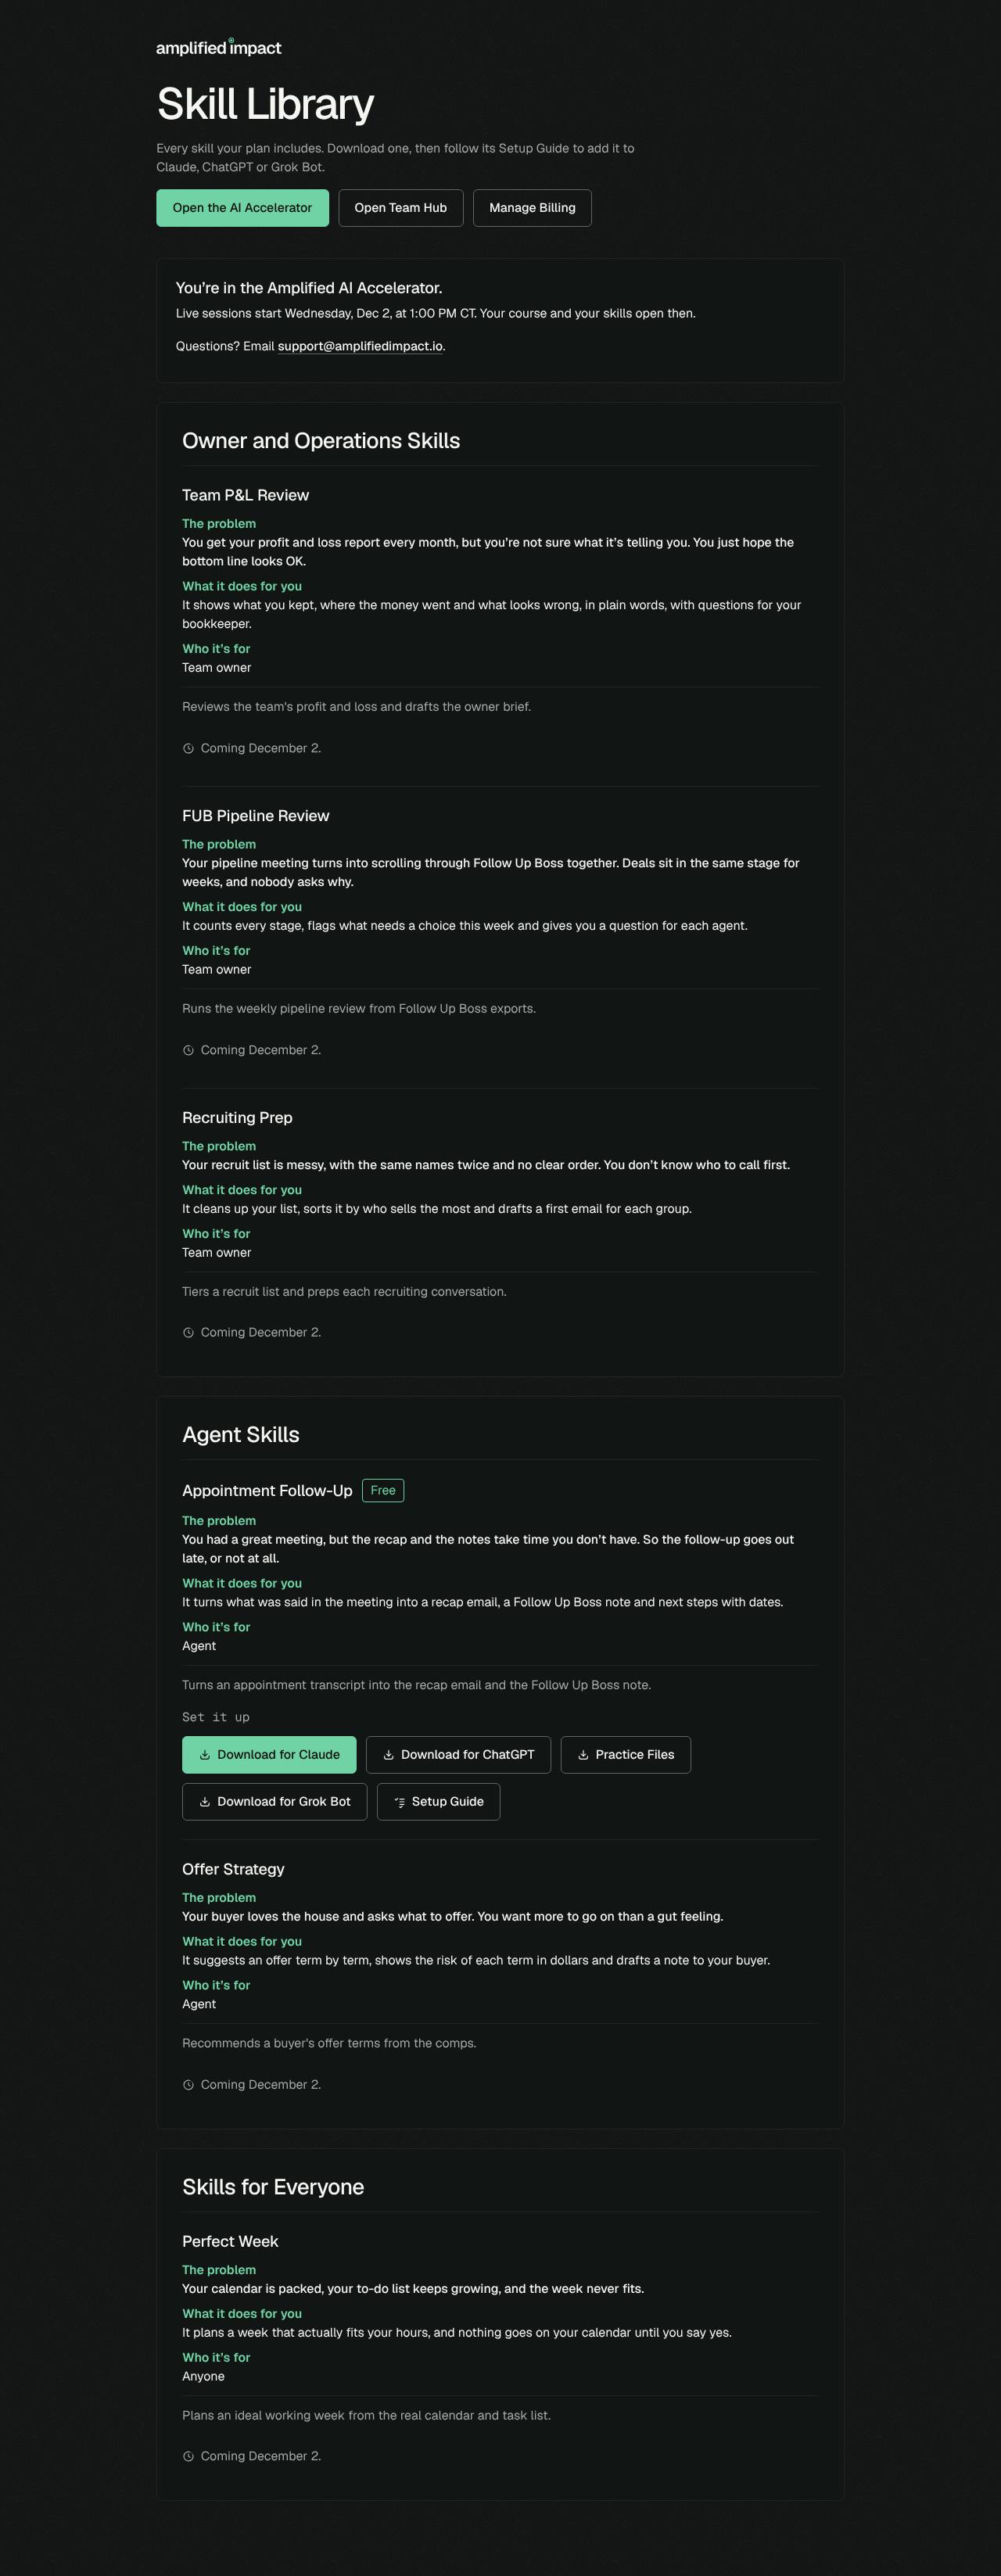 amplified impact
Skill Library
Every skill your plan includes. Download one, then follow its Setup Guide to add it to
Claude, ChatGPT or Grok Bot.
Open the AI Accelerator
Open Team Hub
Manage Billing
You’re in the Amplified AI Accelerator.
Live sessions start Wednesday, Dec 2, at 1:00 PM CT. Your course and your skills open then.
Questions? Email support@amplifiedimpact.io.
Owner and Operations Skills
Team P&L Review
The problem
You get your profit and loss report every month, but you’re not sure what it’s telling you. You just hope the
bottom line looks OK.
What it does for you
It shows what you kept, where the money went and what looks wrong, in plain words, with questions for your
bookkeeper.
Who it’s for
Team owner
Reviews the team's profit and loss and drafts the owner brief.
Coming December 2.
FUB Pipeline Review
The problem
Your pipeline meeting turns into scrolling through Follow Up Boss together. Deals sit in the same stage for
weeks, and nobody asks why.
What it does for you
It counts every stage, flags what needs a choice this week and gives you a question for each agent.
Who it’s for
Team owner
Runs the weekly pipeline review from Follow Up Boss exports.
Coming December 2.
Recruiting Prep
The problem
Your recruit list is messy, with the same names twice and no clear order. You don’t know who to call first.
What it does for you
It cleans up your list, sorts it by who sells the most and drafts a first email for each group.
Who it’s for
Team owner
Tiers a recruit list and preps each recruiting conversation.
Coming December 2.
Agent Skills
Appointment Follow-Up
Free
The problem
You had a great meeting, but the recap and the notes take time you don’t have. So the follow-up goes out
late, or not at all.
What it does for you
It turns what was said in the meeting into a recap email, a Follow Up Boss note and next steps with dates.
Who it’s for
Agent
Turns an appointment transcript into the recap email and the Follow Up Boss note.
Set it up
Download for Claude
Download for ChatGPT
Practice Files
Download for Grok Bot
Setup Guide
Offer Strategy
The problem
Your buyer loves the house and asks what to offer. You want more to go on than a gut feeling.
What it does for you
It suggests an offer term by term, shows the risk of each term in dollars and drafts a note to your buyer.
Who it’s for
Agent
Recommends a buyer's offer terms from the comps.
Coming December 2.
Skills for Everyone
Perfect Week
The problem
Your calendar is packed, your to-do list keeps growing, and the week never fits.
What it does for you
It plans a week that actually fits your hours, and nothing goes on your calendar until you say yes.
Who it’s for
Anyone
Plans an ideal working week from the real calendar and task list.
Coming December 2.